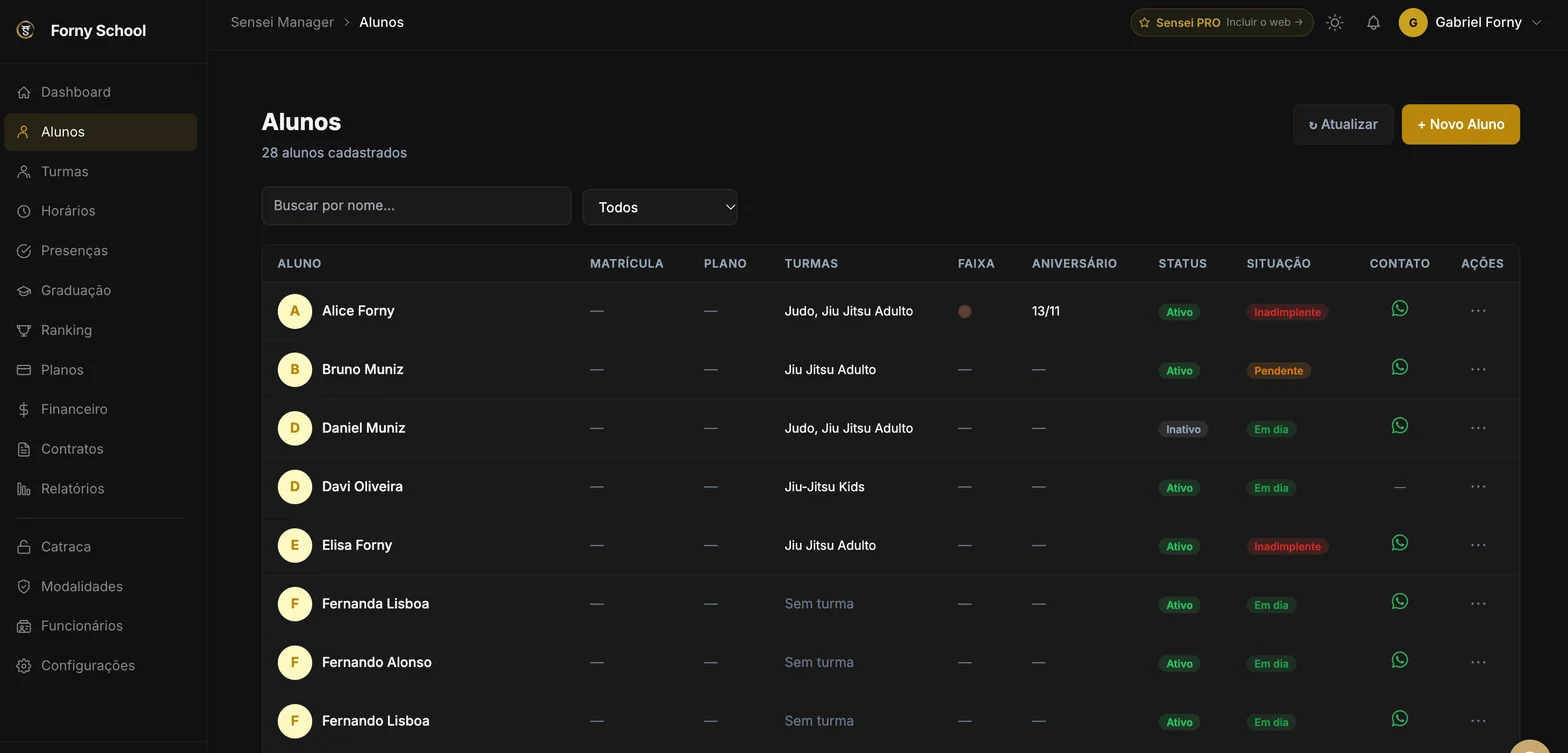 Forny School
Sensei Manager > Alunos
Sensei PRO Incluir o web →
G Gabriel Forny
Dashboard
Alunos
Turmas
Horários
Presenças
Graduação
Ranking
Planos
Financeiro
Contratos
Relatórios
Catraca
Modalidades
Funcionários
Configurações
Alunos
28 alunos cadastrados
↻ Atualizar
+ Novo Aluno
Buscar por nome...
Todos
ALUNO MATRÍCULA PLANO TURMAS FAIXA ANIVERSÁRIO STATUS SITUAÇÃO CONTATO AÇÕES
A Alice Forny — — Judo, Jiu Jitsu Adulto 13/11 Ativo Inadimplente ...
B Bruno Muniz — — Jiu Jitsu Adulto — — Ativo Pendente ...
D Daniel Muniz — — Judo, Jiu Jitsu Adulto — — Inativo Em dia ...
D Davi Oliveira — — Jiu-Jitsu Kids — — Ativo Em dia — ...
E Elisa Forny — — Jiu Jitsu Adulto — — Ativo Inadimplente ...
F Fernanda Lisboa — — Sem turma — — Ativo Em dia ...
F Fernando Alonso — — Sem turma — — Ativo Em dia ...
F Fernando Lisboa — — Sem turma — — Ativo Em dia ...